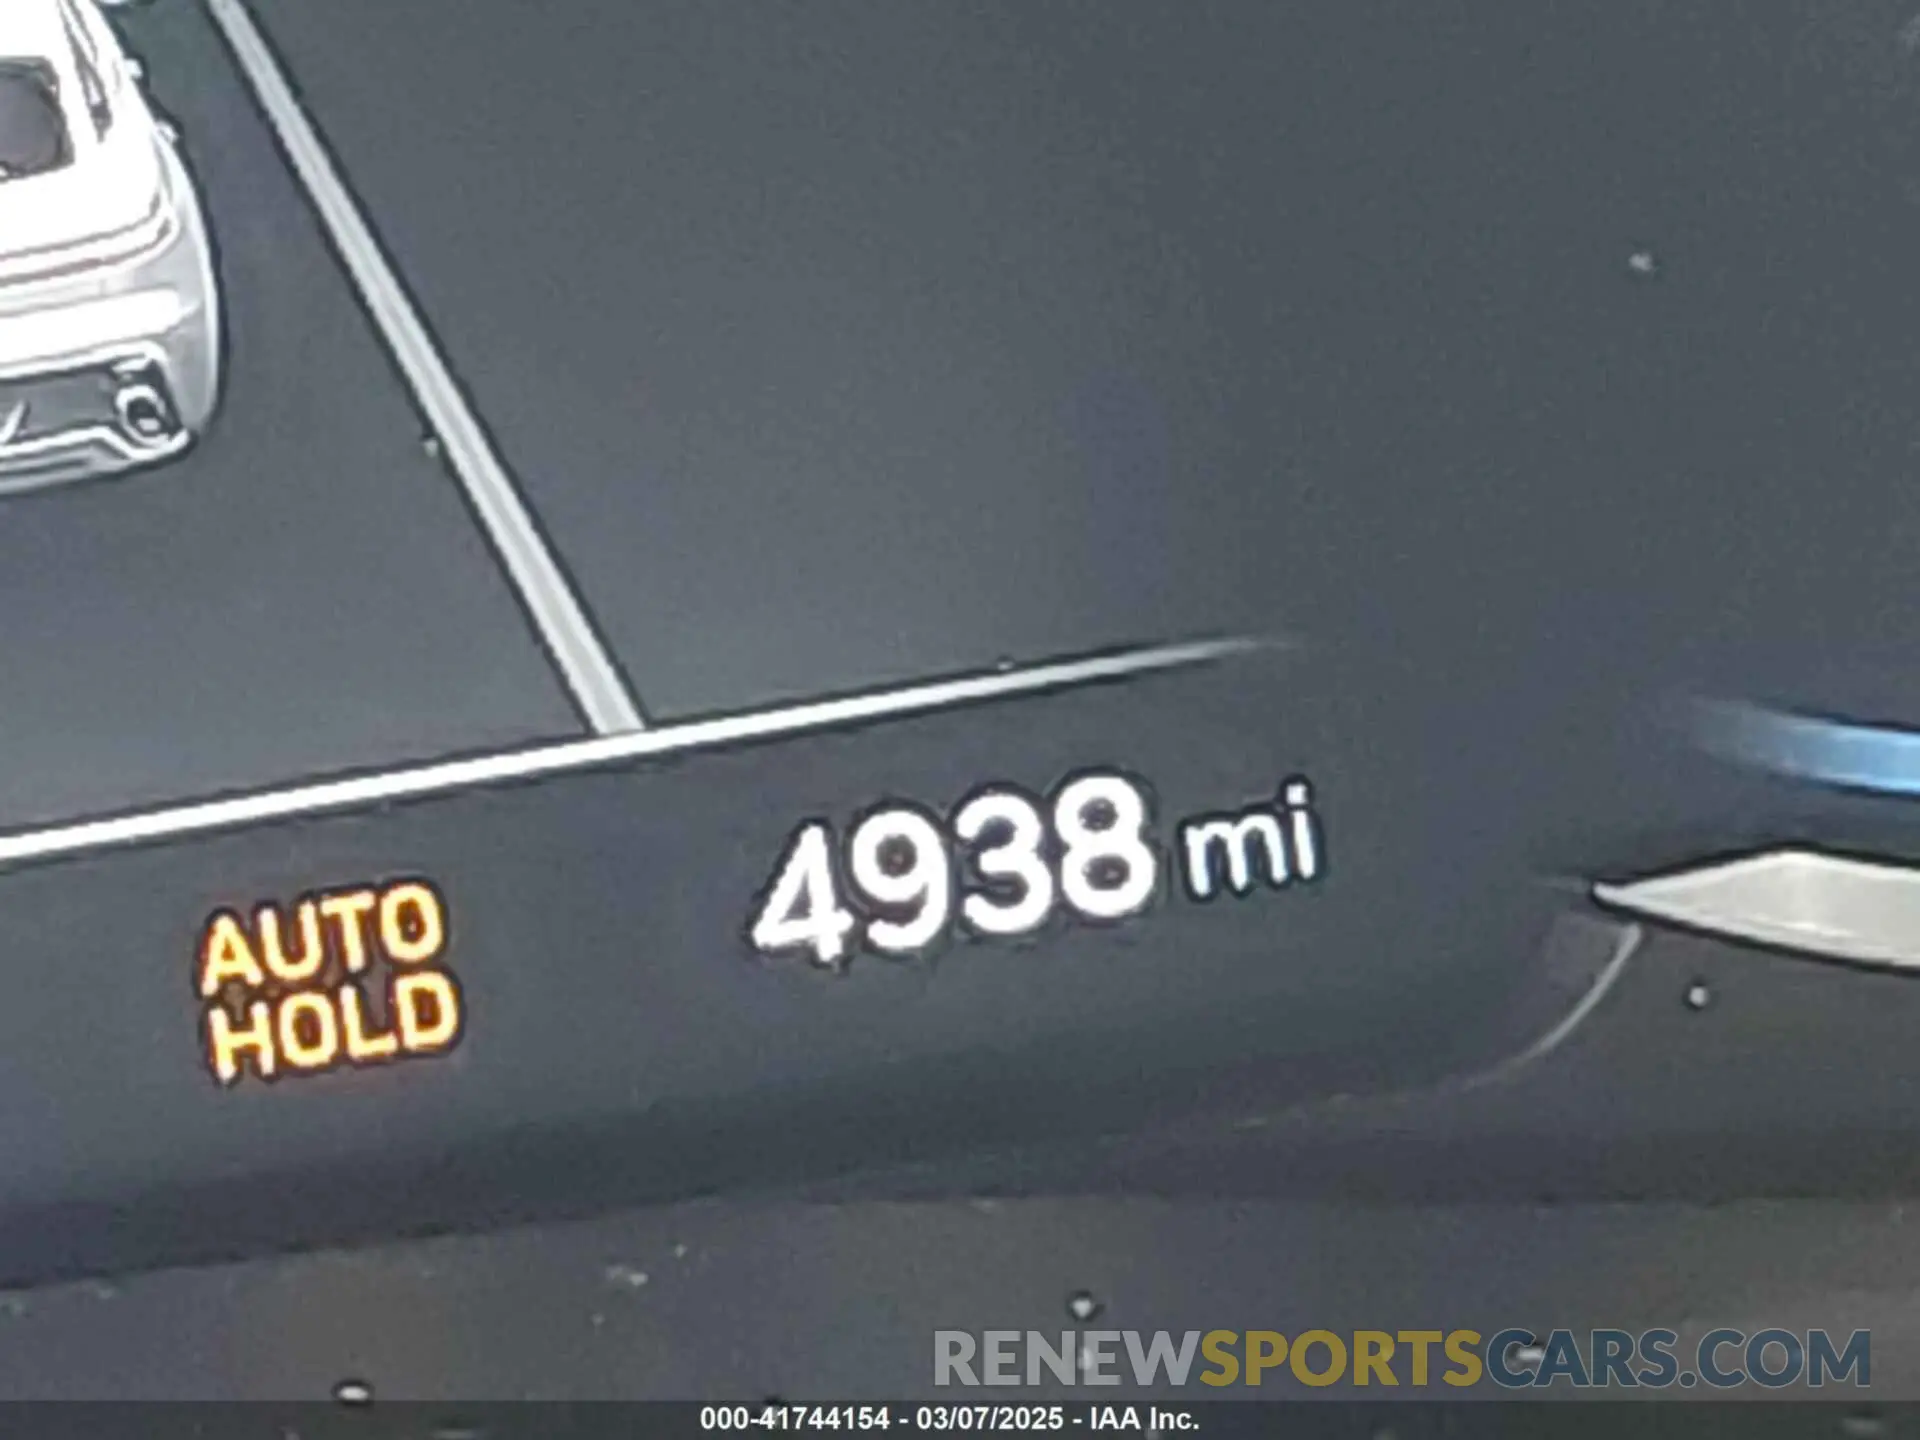 4938 mi
AUTO
HOLD
RENEWSPORTSCARS.COM
000-41744154 - 03/07/2025 - IAA Inc.